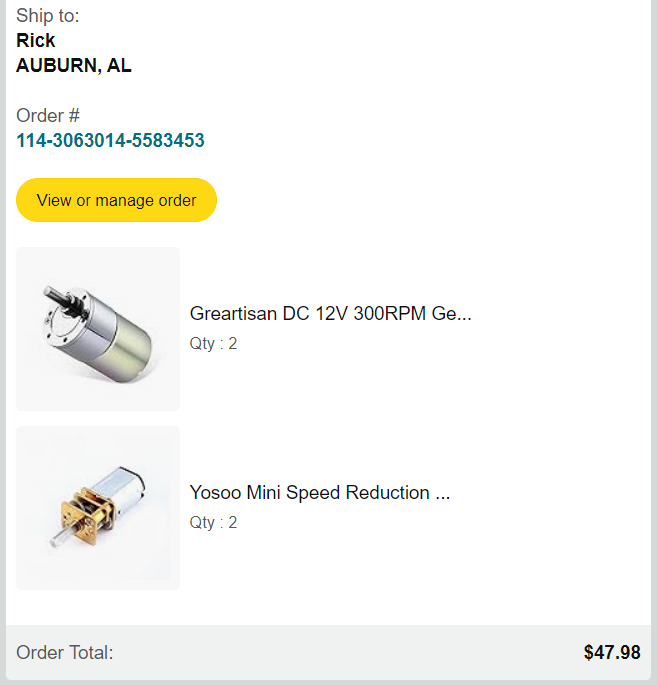 Ship to:
Rick
AUBURN, AL
Order #
114-3063014-5583453
View or manage order
Greartisan DC 12V 300RPM Ge...
Qty : 2
Yosoo Mini Speed Reduction ...
Qty : 2
Order Total: $47.98